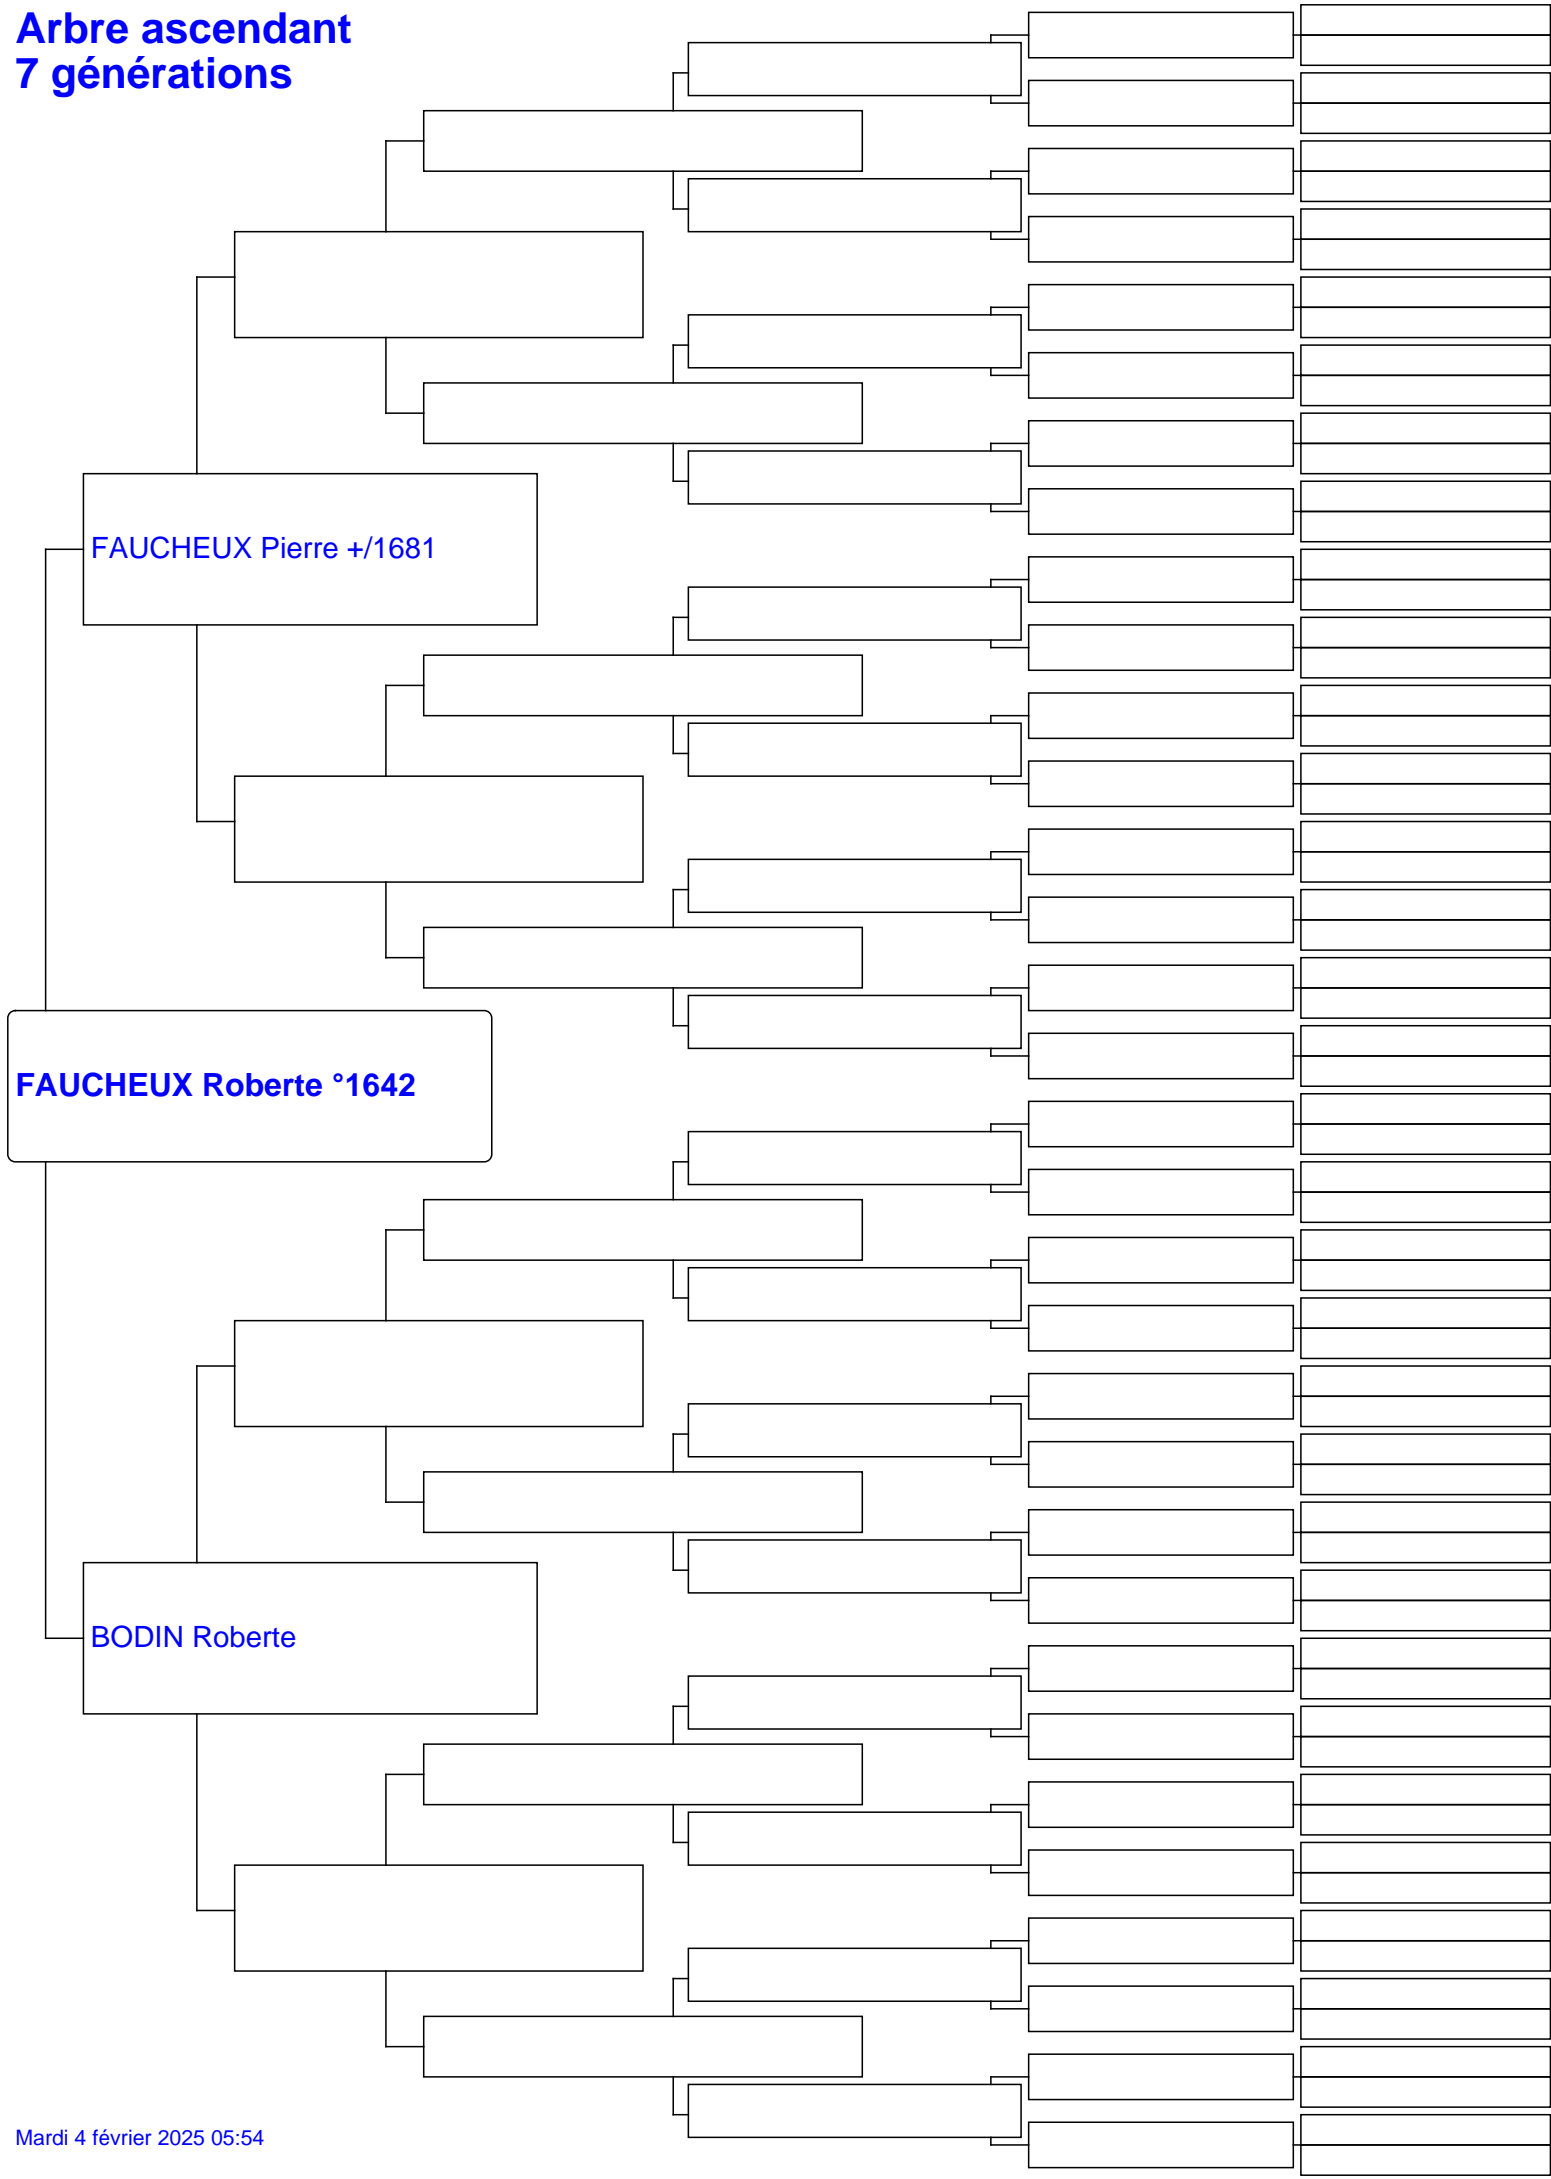 Arbre ascendant
7 générations
FAUCHEUX Pierre +/1681
FAUCHEUX Roberte °1642
BODIN Roberte
Mardi 4 février 2025 05:54